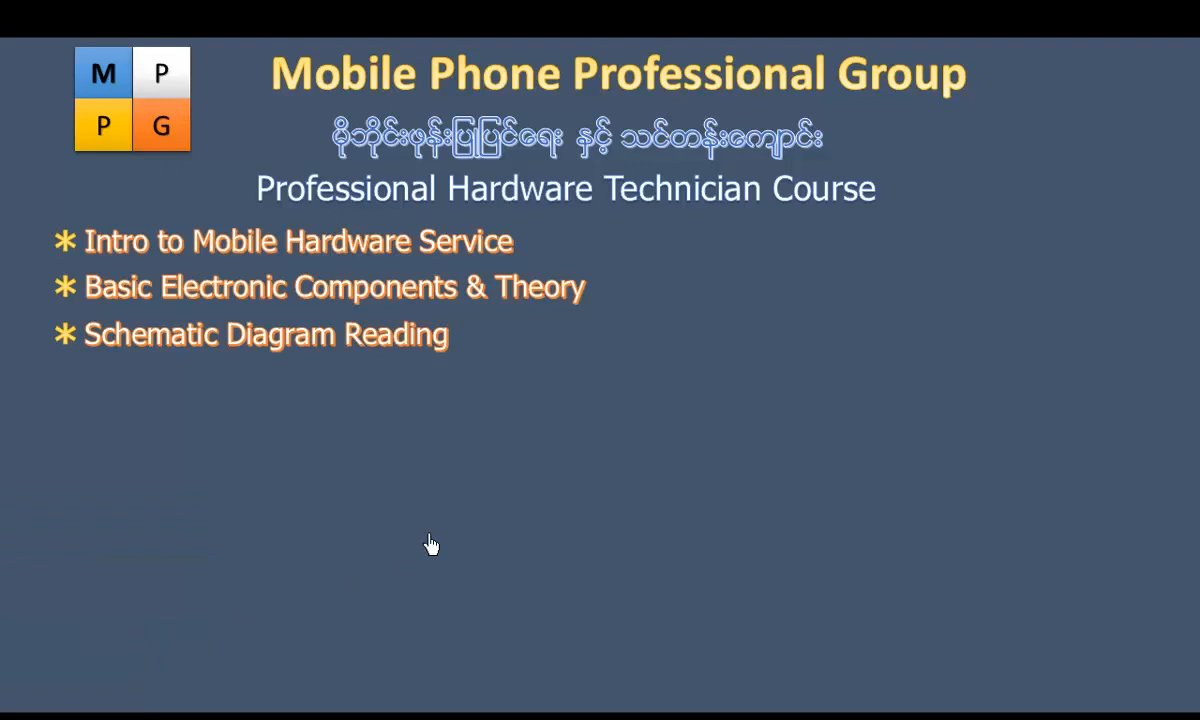 M P
P G
Mobile Phone Professional Group
မိုဘိုင်းဖုန်းပြုပြင်ရေး နှင့် သင်တန်းကျောင်း
Professional Hardware Technician Course
* Intro to Mobile Hardware Service
* Basic Electronic Components & Theory
* Schematic Diagram Reading